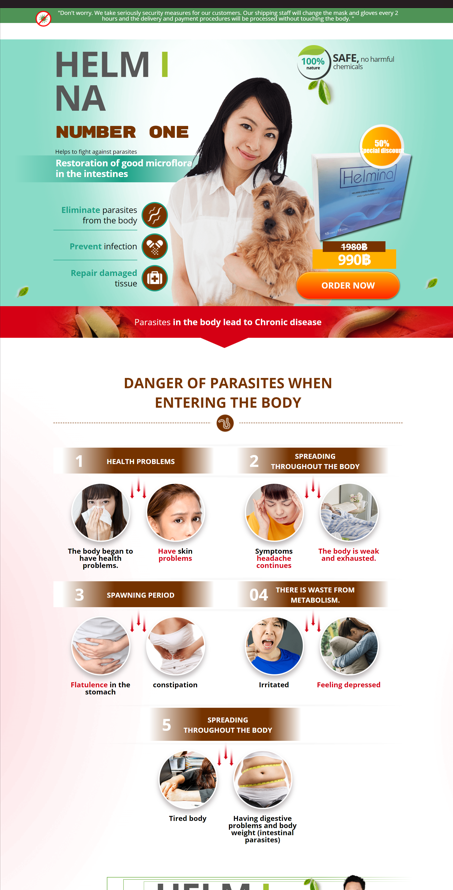 "Don't worry. We take seriously security measures for our customers. Our shipping staff will change the mask and gloves every 2
hours and the delivery and payment procedures will be processed without touching the body. "
HELM I
NA
100%
nature
SAFE, no harmful
chemicals
NUMBER ONE
Helps to fight against parasites
Restoration of good microflora
in the intestines
50%
special discount
Helmina
Eliminate parasites
from the body
Prevent infection
Repair damaged
tissue
1980฿
990฿
ORDER NOW
Parasites in the body lead to Chronic disease
DANGER OF PARASITES WHEN
ENTERING THE BODY
1 HEALTH PROBLEMS
The body began to
have health
problems.
Have skin
problems
2 SPREADING
THROUGHOUT THE BODY
Symptoms
headache
continues
The body is weak
and exhausted.
3 SPAWNING PERIOD
Flatulence in the
stomach
constipation
04 THERE IS WASTE FROM
METABOLISM.
Irritated
Feeling depressed
5 SPREADING
THROUGHOUT THE BODY
Tired body
Having digestive
problems and body
weight (intestinal
parasites)